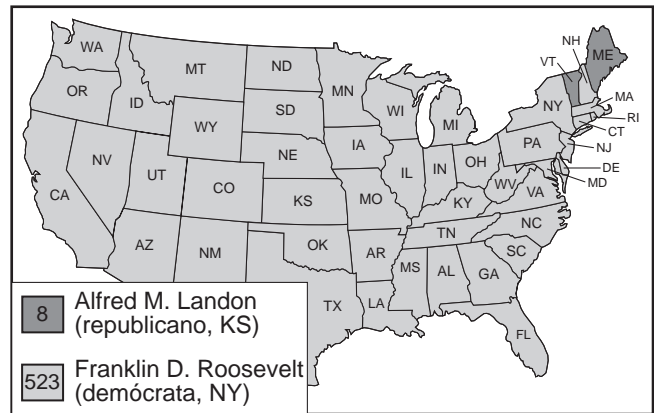 WA
MT
ND
MN
OR
ID
WY
SD
WI
MI
NY
VT
NH
ME
MA
RI
CT
NJ
DE
MD
PA
NV
UT
CO
NE
IA
IL
IN
OH
WV
VA
CA
KS
MO
KY
NC
AZ
NM
OK
AR
TN
SC
TX
LA
MS
AL
GA
FL
8 Alfred M. Landon
(republicano, KS)
523 Franklin D. Roosevelt
(demócrata, NY)